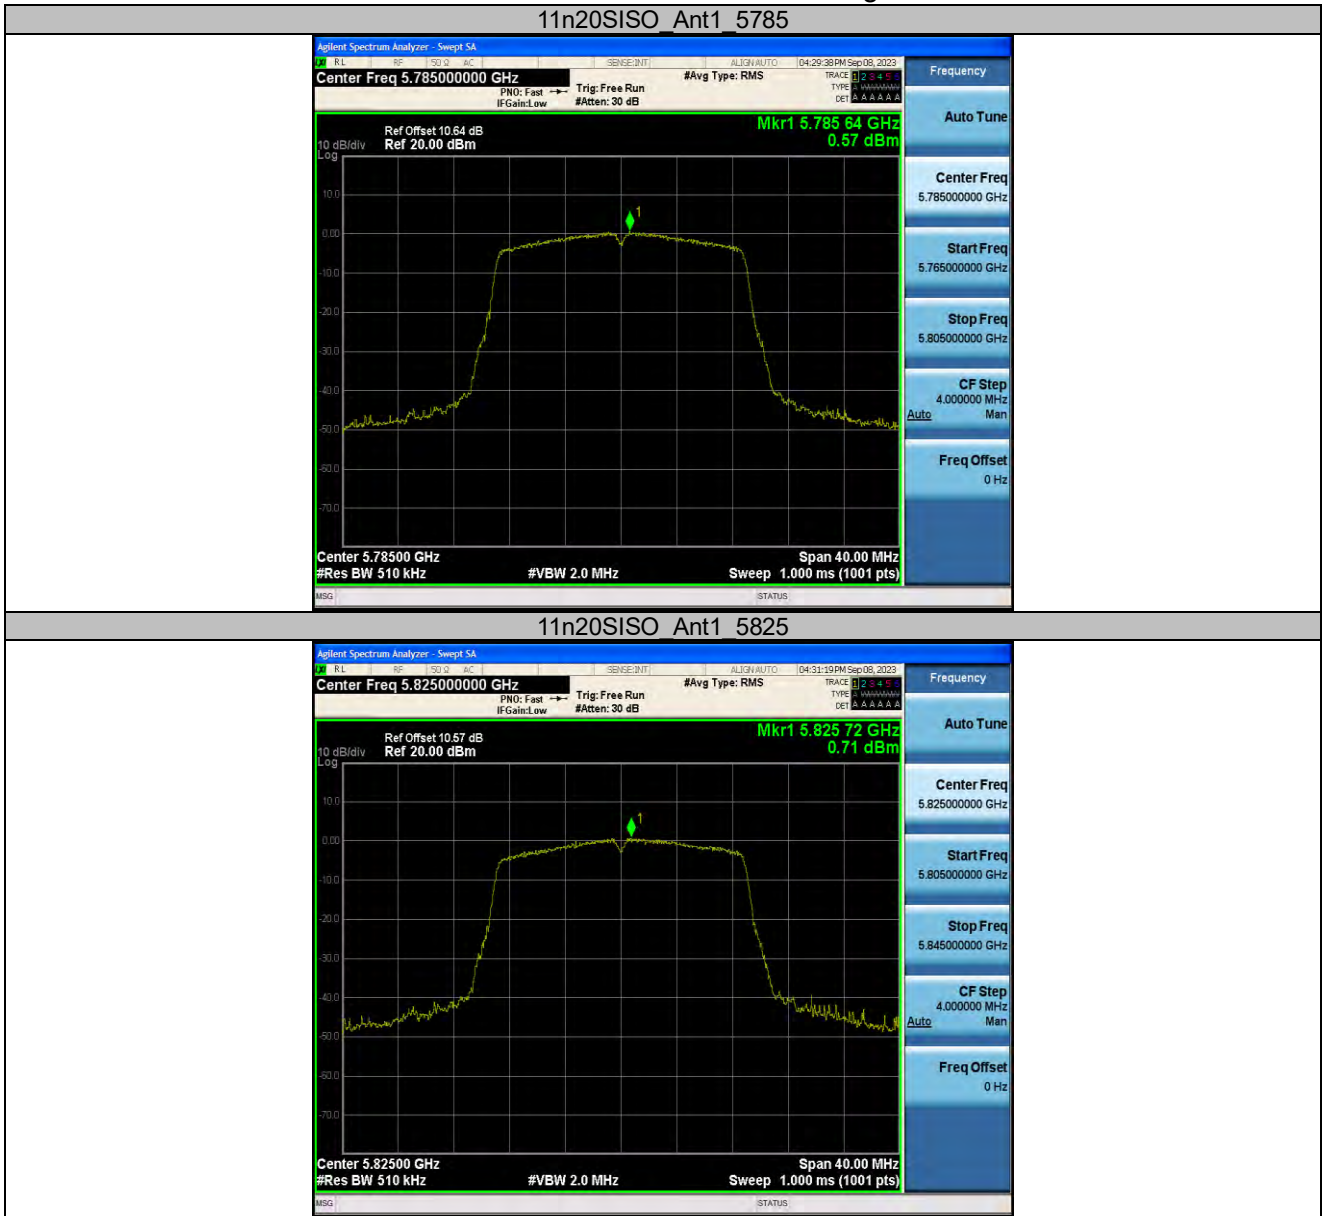 11n20SISO_Ant1_5785
Agilent Spectrum Analyzer - Swept SA
RL RF 50 Ω AC SENSE:INT ALIGN AUTO 04:29:38 PM Sep 08, 2023
Center Freq 5.785000000 GHz
PNO: Fast
IFGain:Low
Trig: Free Run
#Atten: 30 dB
#Avg Type: RMS
TRACE 1 2 3 4 5 6
TYPE A
DET A A A A A A
Frequency
Mkr1 5.785 64 GHz
0.57 dBm
Ref Offset 10.64 dB
10 dB/div Ref 20.00 dBm
Log
10.0
0.00
-10.0
-20.0
-30.0
-40.0
-50.0
-60.0
-70.0
1
Center 5.78500 GHz Span 40.00 MHz
#Res BW 510 kHz #VBW 2.0 MHz Sweep 1.000 ms (1001 pts)
MSG STATUS
Auto Tune
Center Freq
5.785000000 GHz
Start Freq
5.765000000 GHz
Stop Freq
5.805000000 GHz
CF Step
4.000000 MHz
Auto Man
Freq Offset
0 Hz
11n20SISO_Ant1_5825
Agilent Spectrum Analyzer - Swept SA
RL RF 50 Ω AC SENSE:INT ALIGN AUTO 04:31:19 PM Sep 08, 2023
Center Freq 5.825000000 GHz
PNO: Fast
IFGain:Low
Trig: Free Run
#Atten: 30 dB
#Avg Type: RMS
TRACE 1 2 3 4 5 6
TYPE A
DET A A A A A A
Frequency
Mkr1 5.825 72 GHz
0.71 dBm
Ref Offset 10.57 dB
10 dB/div Ref 20.00 dBm
Log
10.0
0.00
-10.0
-20.0
-30.0
-40.0
-50.0
-60.0
-70.0
1
Center 5.82500 GHz Span 40.00 MHz
#Res BW 510 kHz #VBW 2.0 MHz Sweep 1.000 ms (1001 pts)
MSG STATUS
Auto Tune
Center Freq
5.825000000 GHz
Start Freq
5.805000000 GHz
Stop Freq
5.845000000 GHz
CF Step
4.000000 MHz
Auto Man
Freq Offset
0 Hz